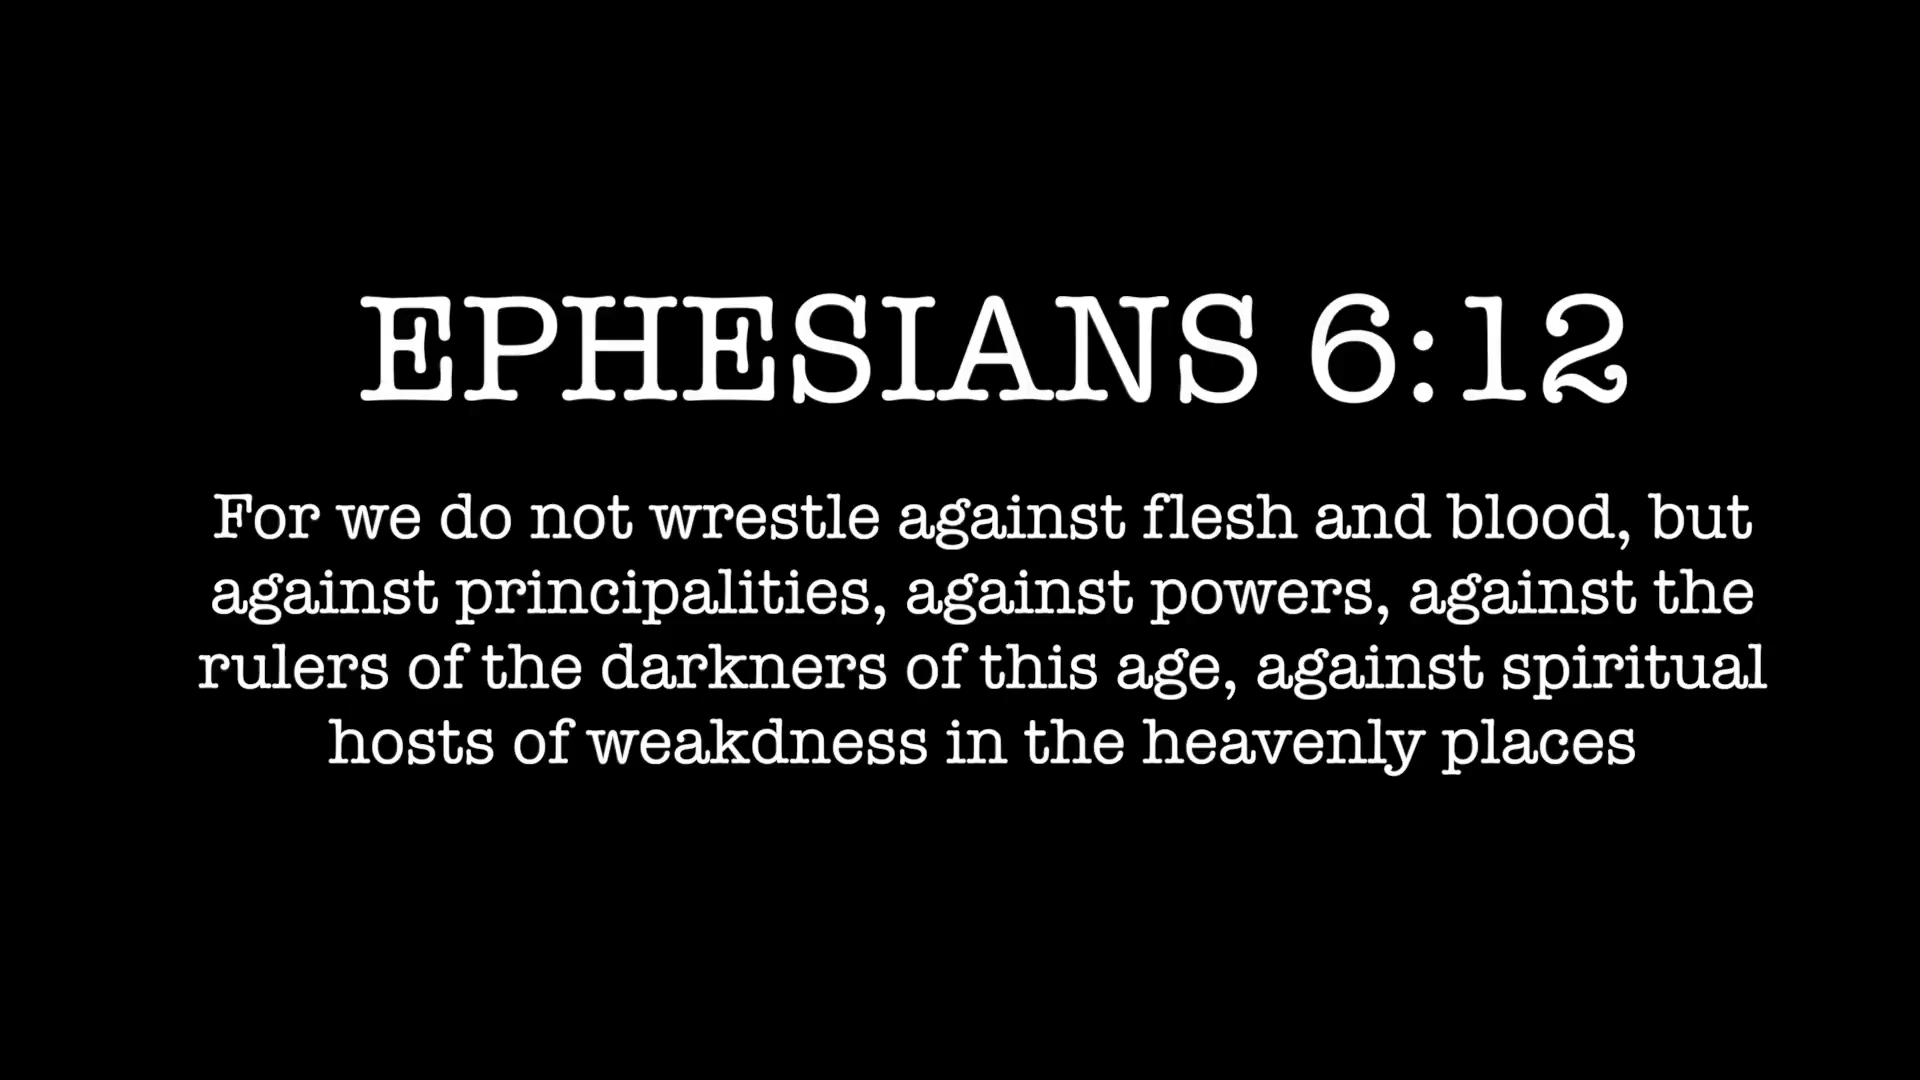 EPHESIANS 6:12
For we do not wrestle against flesh and blood, but
against principalities, against powers, against the
rulers of the darkners of this age, against spiritual
hosts of weakdness in the heavenly places